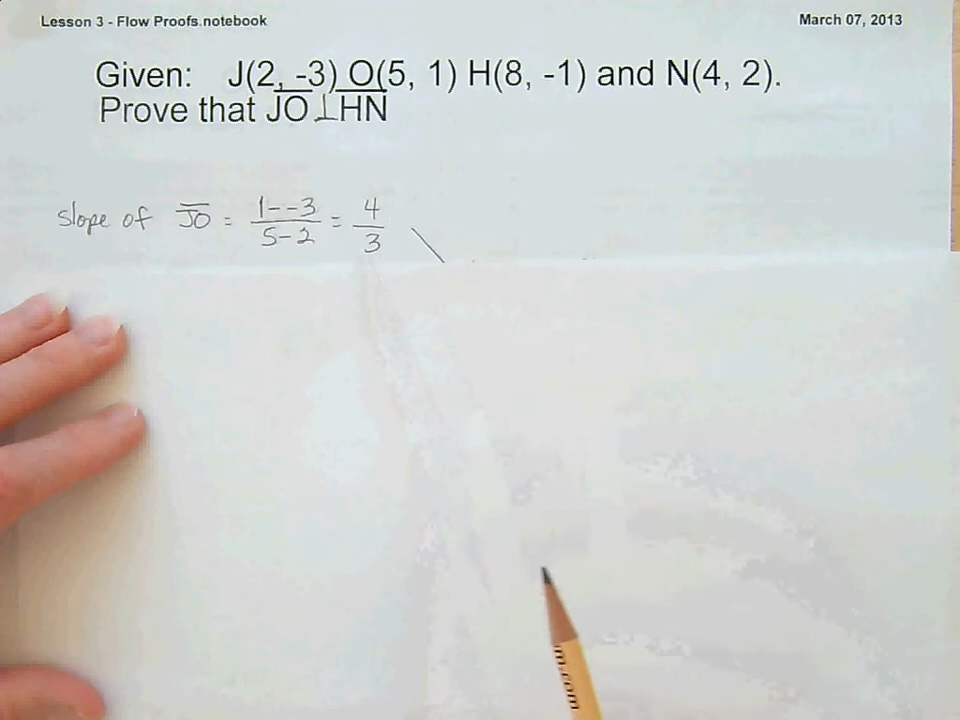 Lesson 3 - Flow Proofs.notebook March 07, 2013
Given: J(2, -3) O(5, 1) H(8, -1) and N(4, 2).
Prove that JO ⊥ HN
Slope of JO = 1--3 / 5-2 = 4 / 3
m.com